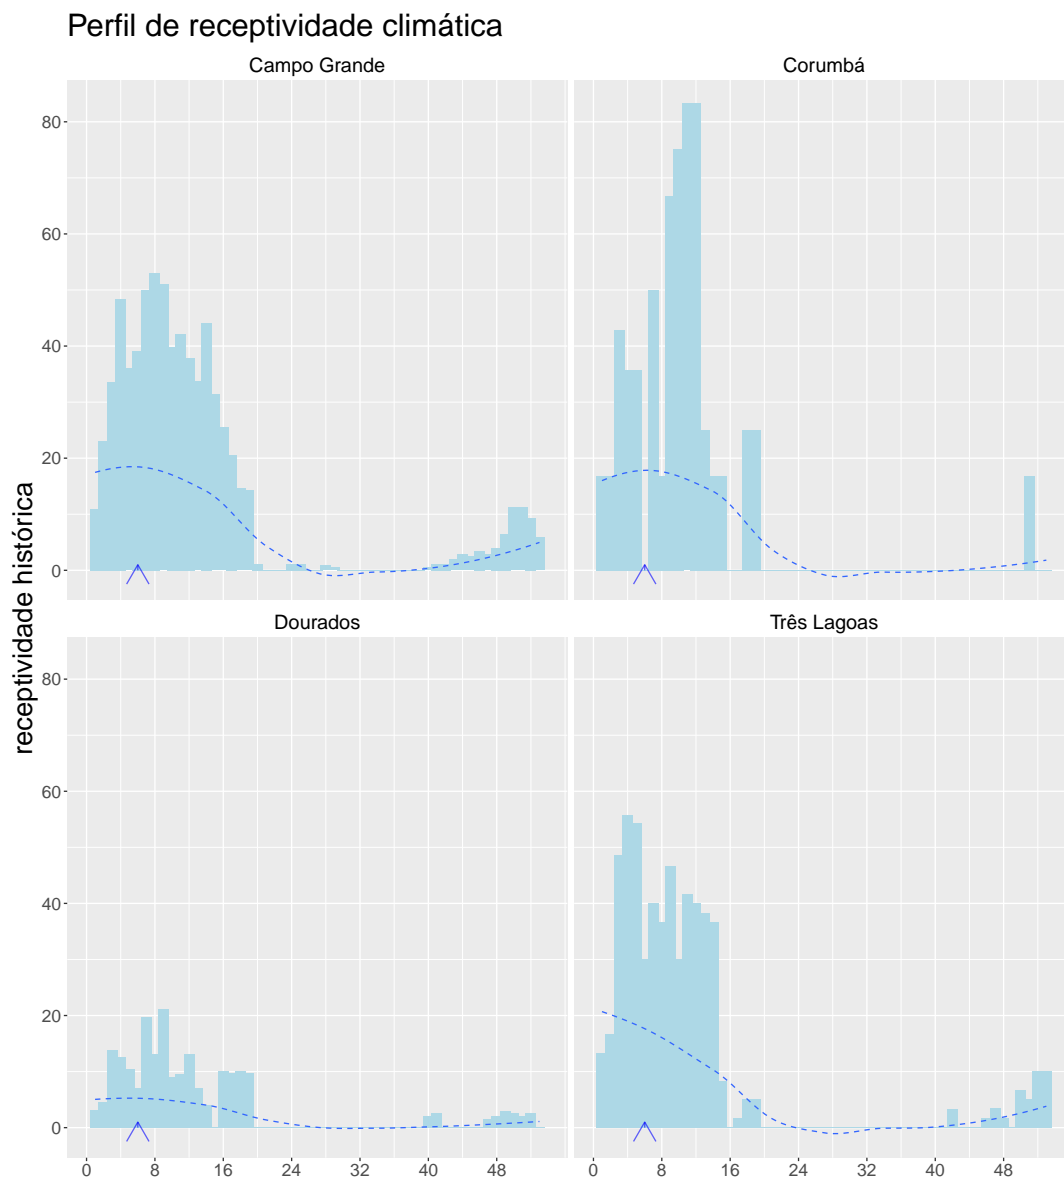 Perfil de receptividade climática
Campo Grande
Corumbá
80
60
40
20
0
Dourados
Três Lagoas
80
60
40
20
0
0 8 16 24 32 40 48
0 8 16 24 32 40 48
receptividade histórica